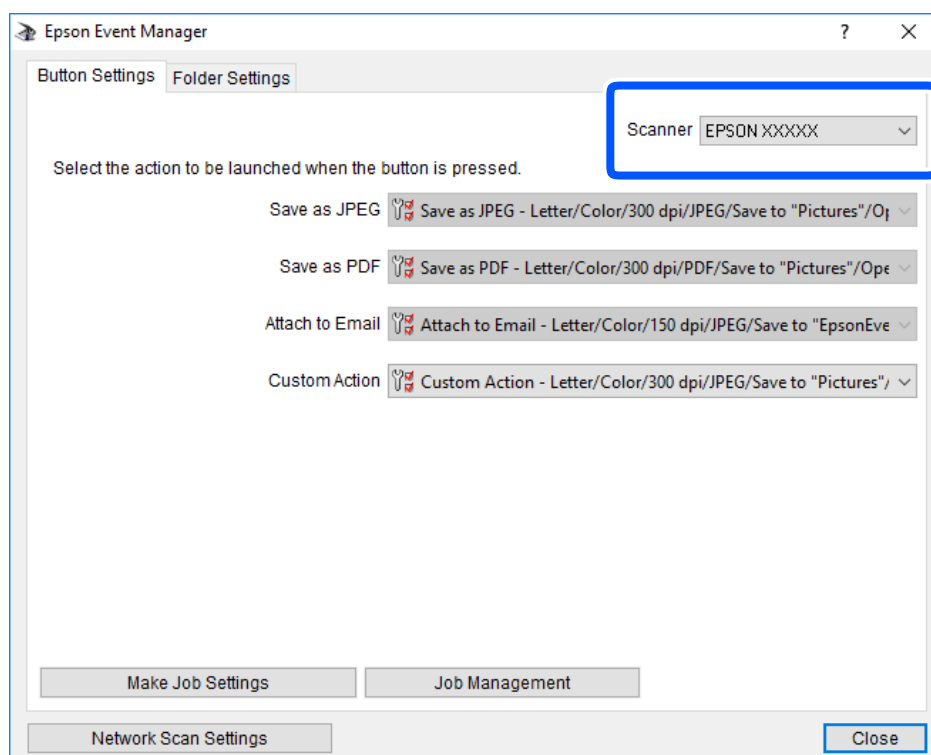 Epson Event Manager
Button Settings Folder Settings
Scanner EPSON XXXXX
Select the action to be launched when the button is pressed.
Save as JPEG Save as JPEG - Letter/Color/300 dpi/JPEG/Save to "Pictures"/Op
Save as PDF Save as PDF - Letter/Color/300 dpi/PDF/Save to "Pictures"/Ope
Attach to Email Attach to Email - Letter/Color/150 dpi/JPEG/Save to "EpsonEve
Custom Action Custom Action - Letter/Color/300 dpi/JPEG/Save to "Pictures"/
Make Job Settings Job Management
Network Scan Settings Close